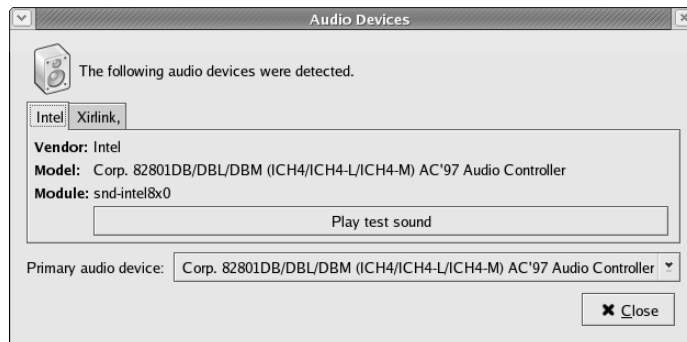 Audio Devices
The following audio devices were detected.
Intel Xirlink,
Vendor: Intel
Model: Corp. 82801DB/DBL/DBM (ICH4/ICH4-L/ICH4-M) AC'97 Audio Controller
Module: snd-intel8x0
Play test sound
Primary audio device: Corp. 82801DB/DBL/DBM (ICH4/ICH4-L/ICH4-M) AC'97 Audio Controller
Close